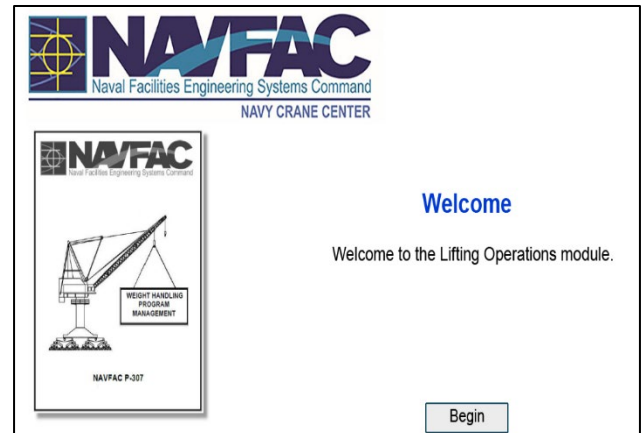 NAVFAC
Naval Facilities Engineering Systems Command
NAVY CRANE CENTER
NAVFAC
Naval Facilities Engineering Systems Command
WEIGHT HANDLING
PROGRAM
MANAGEMENT
NAVFAC P-307
Welcome
Welcome to the Lifting Operations module.
Begin